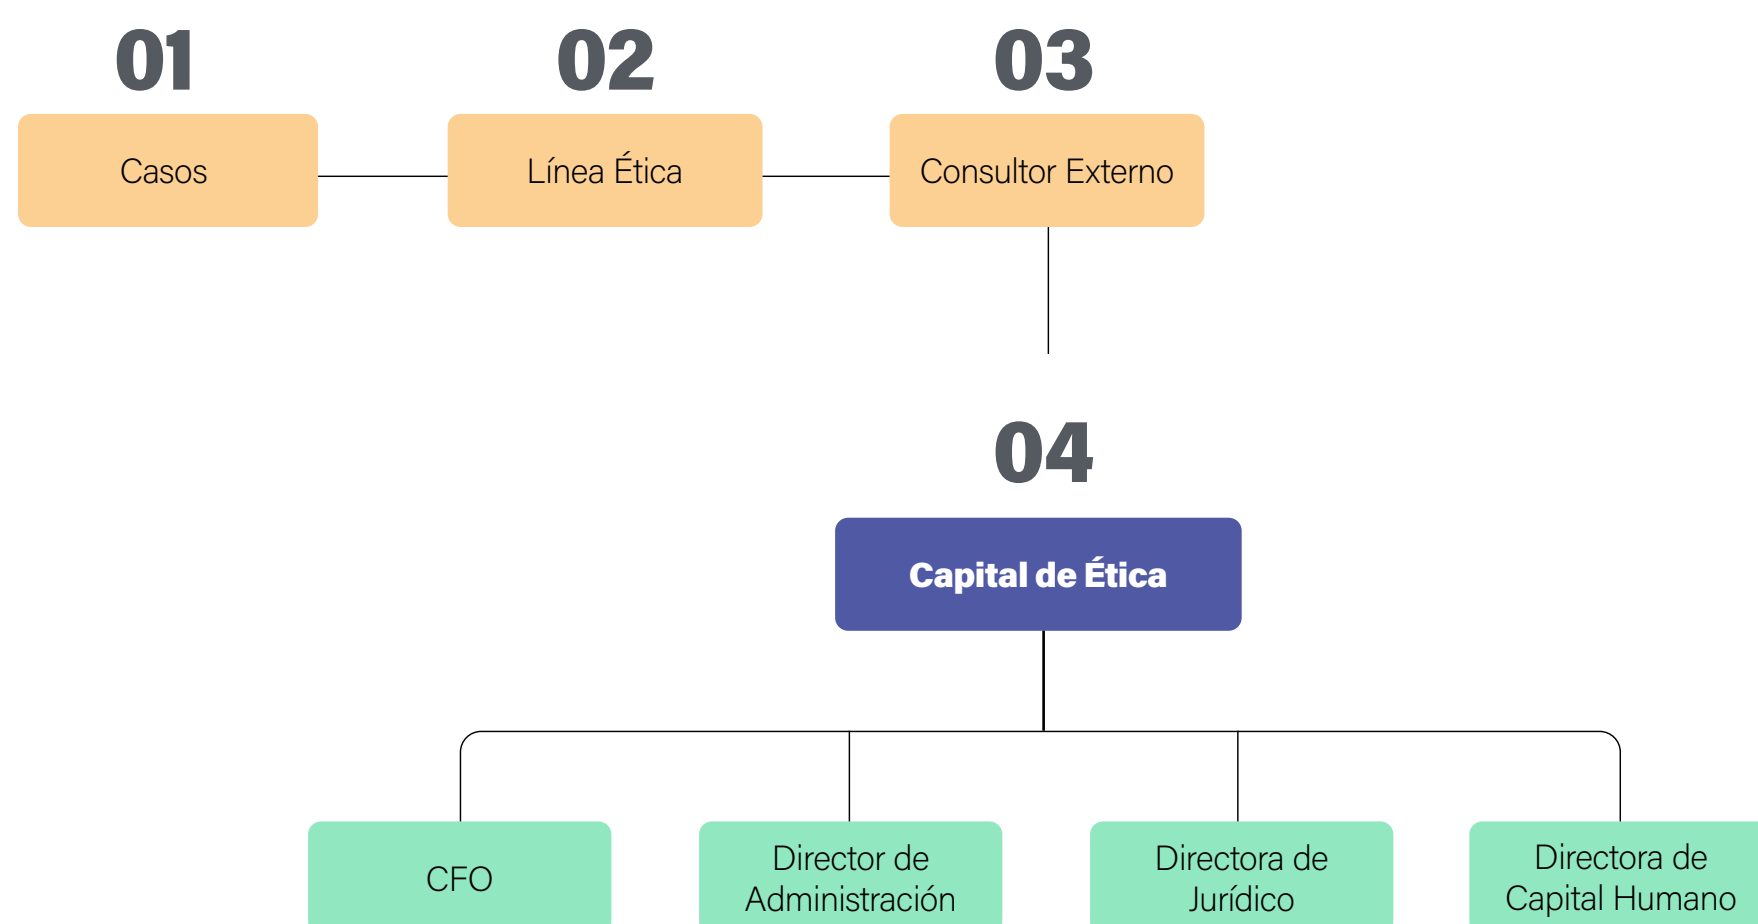 01
02
03
Casos
Línea Ética
Consultor Externo
04
Capital de Ética
CFO
Director de
Administración
Directora de
Jurídico
Directora de
Capital Humano